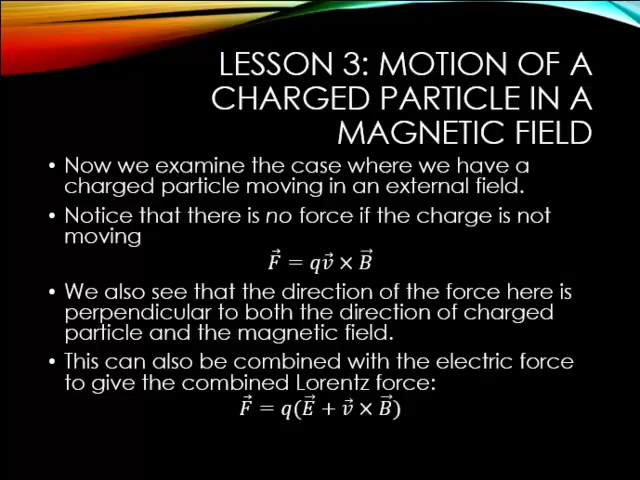 LESSON 3: MOTION OF A
CHARGED PARTICLE IN A
MAGNETIC FIELD
• Now we examine the case where we have a
charged particle moving in an external field.
• Notice that there is no force if the charge is not
moving
F⃗ = qv⃗ × B⃗
• We also see that the direction of the force here is
perpendicular to both the direction of charged
particle and the magnetic field.
• This can also be combined with the electric force
to give the combined Lorentz force:
F⃗ = q(E⃗ + v⃗ × B⃗)